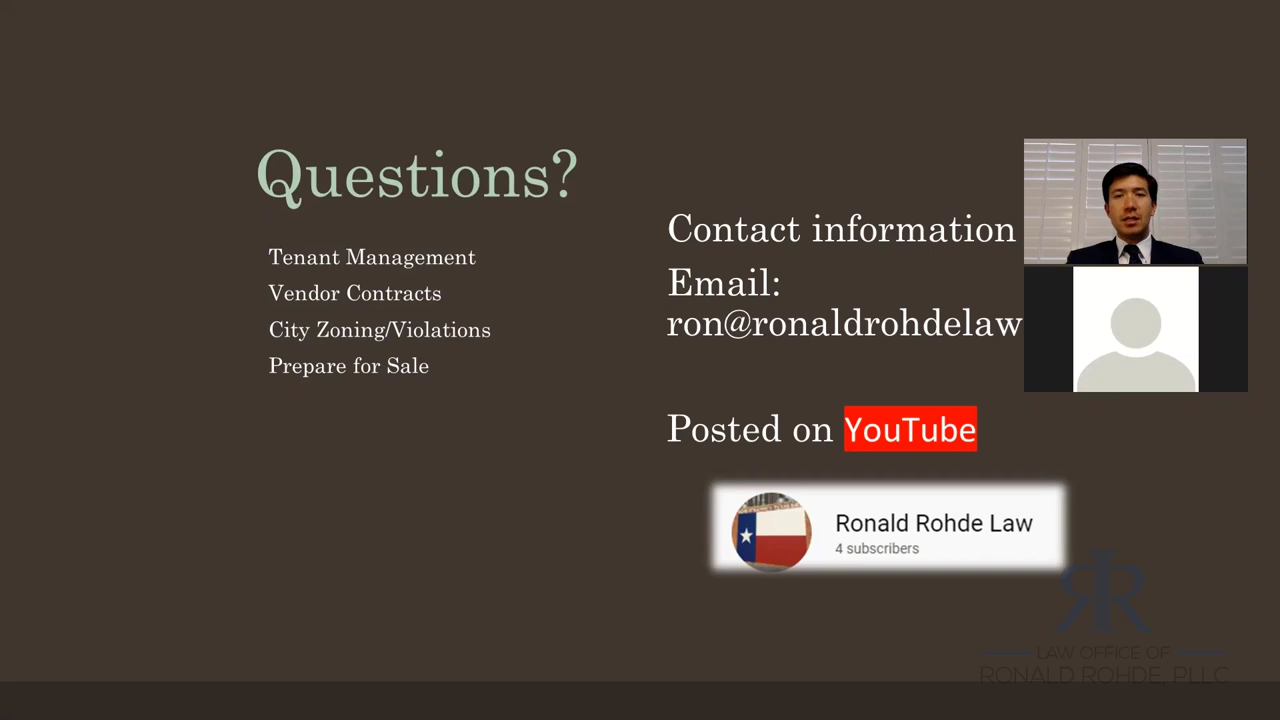 Questions?
Tenant Management
Vendor Contracts
City Zoning/Violations
Prepare for Sale
Contact information
Email:
ron@ronaldrohdelaw
Posted on YouTube
Ronald Rohde Law
4 subscribers
LAW OFFICE OF
RONALD ROHDE, PLLC